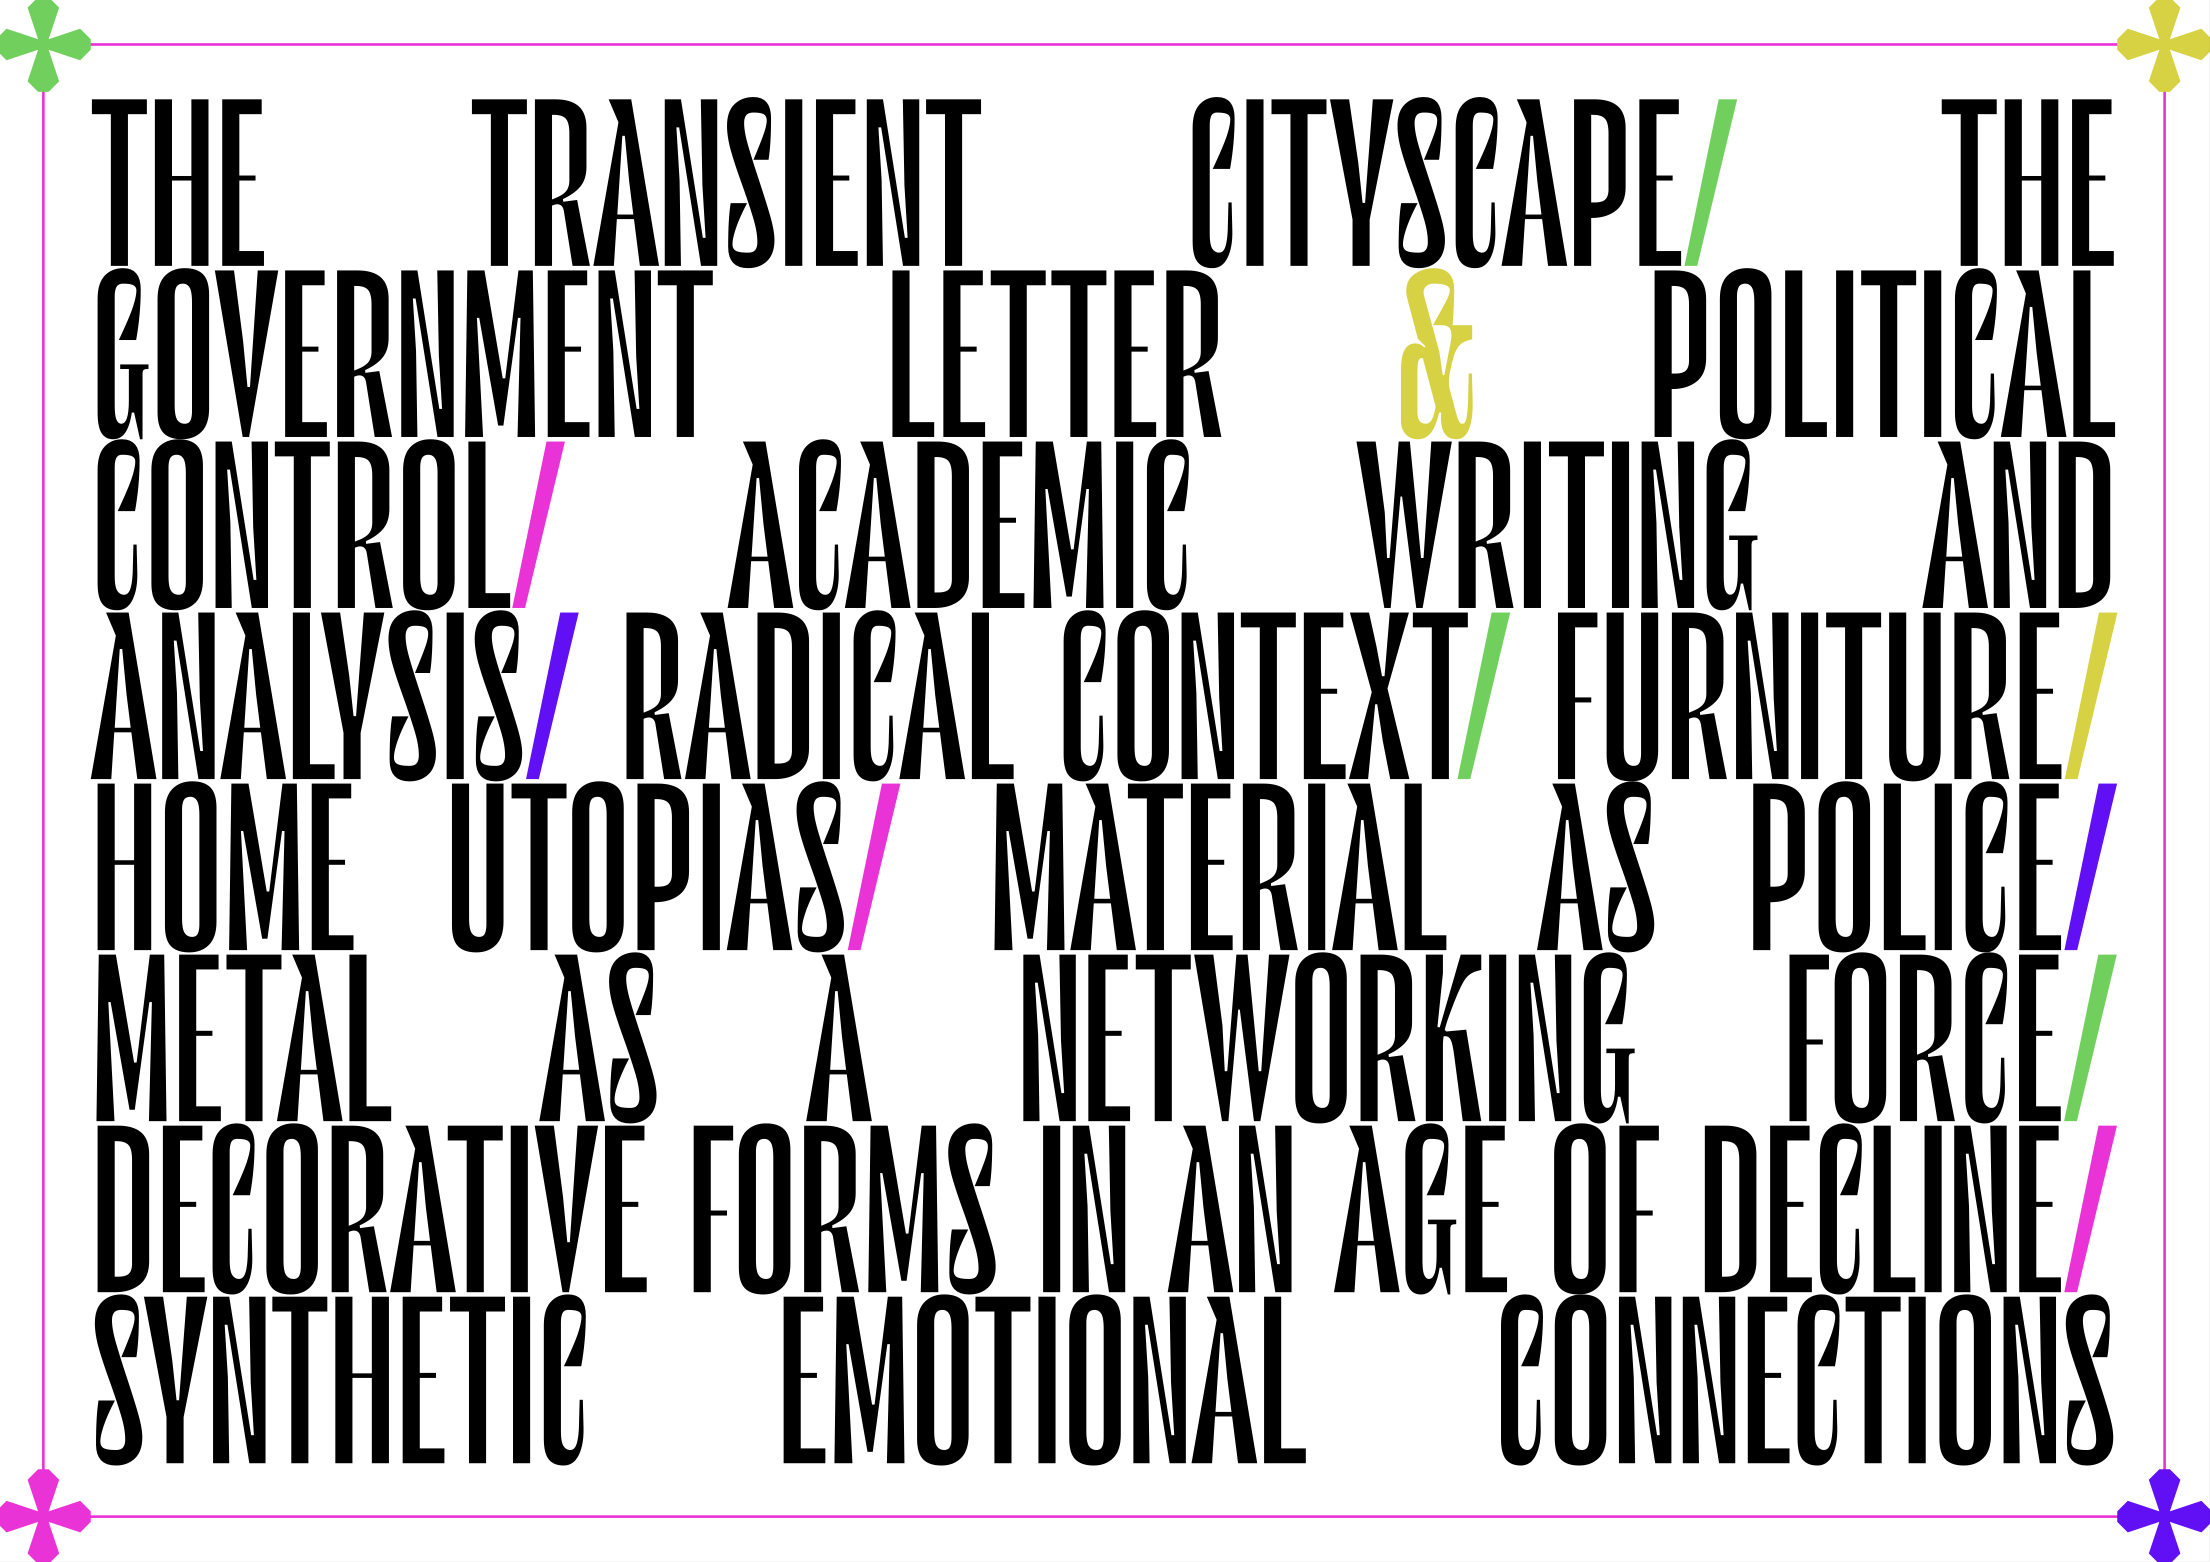 THE TRANSIENT CITYSCAPE/ THE
GOVERNMENT LETTER & POLITICAL
CONTROL/ ACADEMIC WRITING AND
ANALYSIS/ RADICAL CONTEXT/ FURNITURE/
HOME UTOPIAS/ MATERIAL AS POLICE/
METAL AS A NETWORKING FORCE/
DECORATIVE FORMS IN AN AGE OF DECLINE/
SYNTHETIC EMOTIONAL CONNECTIONS